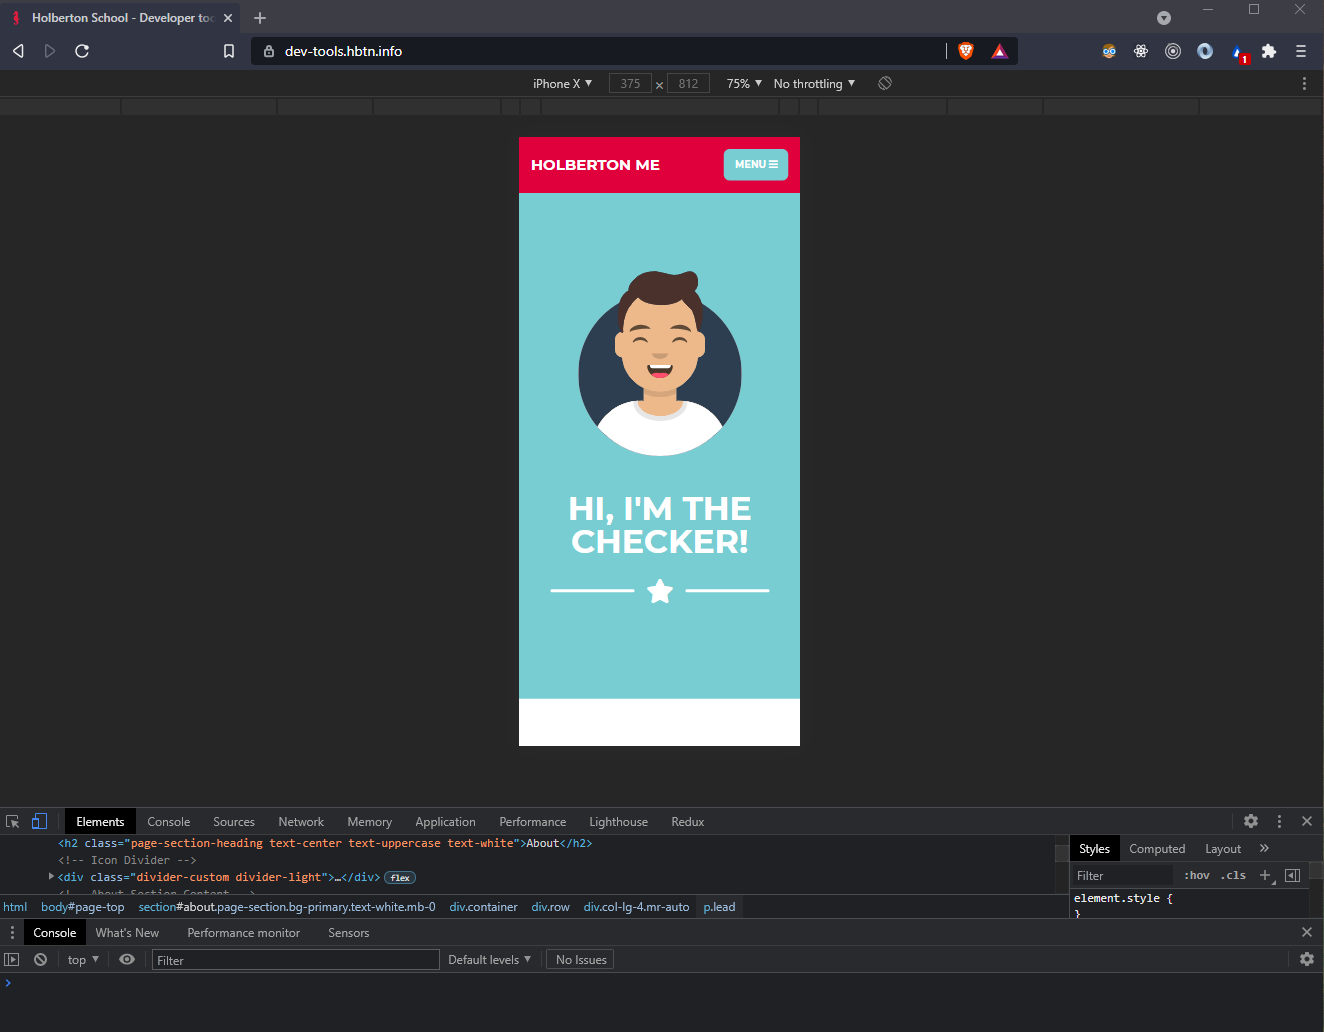 Holberton School - Developer too
dev-tools.hbtn.info
1
iPhone X 375 × 812 75% No throttling
HOLBERTON ME
MENU
HI, I'M THE
CHECKER!
Elements Console Sources Network Memory Application Performance Lighthouse Redux
<h2 class="page-section-heading text-center text-uppercase text-white">About</h2>
<!-- Icon Divider -->
<div class="divider-custom divider-light">…</div> flex
<!-- About Section Content -->
Styles Computed Layout »
Filter :hov .cls +
element.style {
}
html body#page-top section#about.page-section.bg-primary.text-white.mb-0 div.container div.row div.col-lg-4.mr-auto p.lead
Console What's New Performance monitor Sensors
top Filter Default levels No Issues